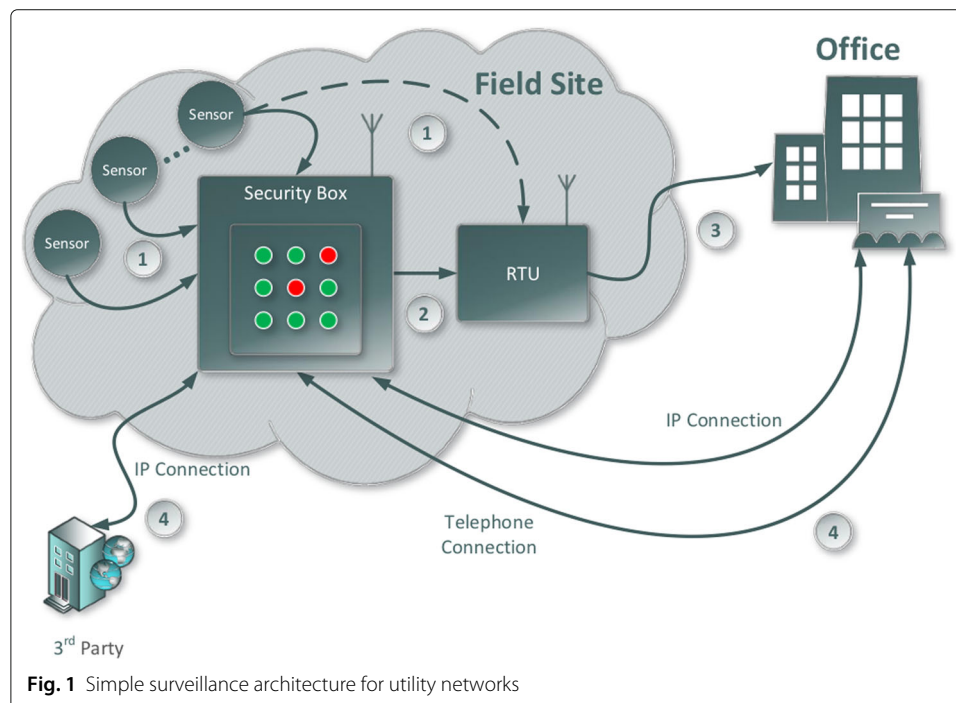 Office
Field Site
Sensor
1
Sensor
Security Box
Sensor
1
3
RTU
2
IP Connection
IP Connection
4
Telephone
Connection
4
3rd Party
Fig. 1 Simple surveillance architecture for utility networks